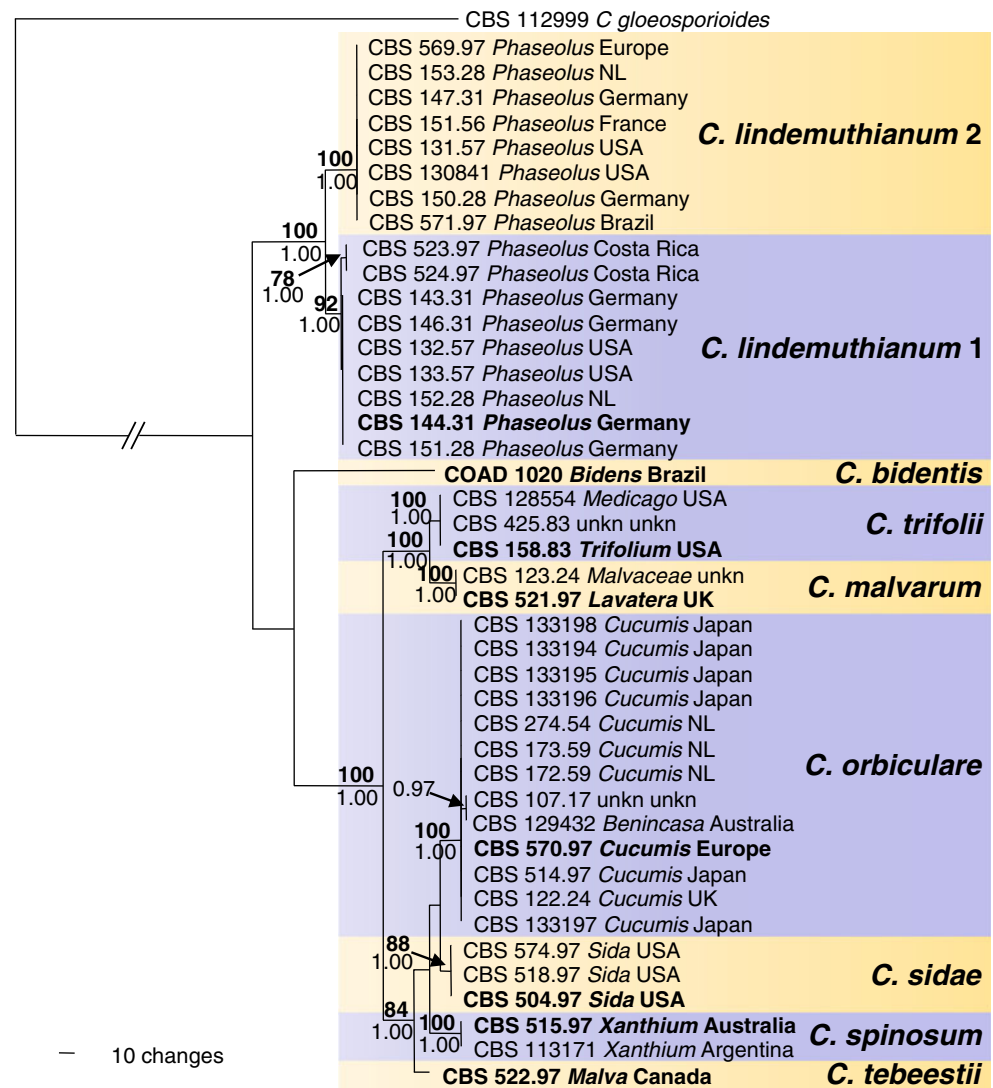 CBS 112999 C gloeosporioides
CBS 569.97 Phaseolus Europe
CBS 153.28 Phaseolus NL
CBS 147.31 Phaseolus Germany
CBS 151.56 Phaseolus France
C. lindemuthianum 2
CBS 131.57 Phaseolus USA
100
CBS 130841 Phaseolus USA
1.00
CBS 150.28 Phaseolus Germany
CBS 571.97 Phaseolus Brazil
100
1.00
CBS 523.97 Phaseolus Costa Rica
CBS 524.97 Phaseolus Costa Rica
78
1.00
CBS 143.31 Phaseolus Germany
92
1.00
CBS 146.31 Phaseolus Germany
CBS 132.57 Phaseolus USA
C. lindemuthianum 1
CBS 133.57 Phaseolus USA
CBS 152.28 Phaseolus NL
CBS 144.31 Phaseolus Germany
CBS 151.28 Phaseolus Germany
COAD 1020 Bidens Brazil
C. bidentis
100
1.00
CBS 128554 Medicago USA
CBS 425.83 unkn unkn
C. trifolii
100
1.00
CBS 158.83 Trifolium USA
100
1.00
CBS 123.24 Malvaceae unkn
C. malvarum
CBS 521.97 Lavatera UK
CBS 133198 Cucumis Japan
CBS 133194 Cucumis Japan
CBS 133195 Cucumis Japan
CBS 133196 Cucumis Japan
CBS 274.54 Cucumis NL
CBS 173.59 Cucumis NL
C. orbiculare
100
1.00
CBS 172.59 Cucumis NL
0.97
CBS 107.17 unkn unkn
CBS 129432 Benincasa Australia
100
1.00
CBS 570.97 Cucumis Europe
CBS 514.97 Cucumis Japan
CBS 122.24 Cucumis UK
CBS 133197 Cucumis Japan
88
1.00
CBS 574.97 Sida USA
CBS 518.97 Sida USA
C. sidae
CBS 504.97 Sida USA
84
1.00
100
1.00
CBS 515.97 Xanthium Australia
C. spinosum
CBS 113171 Xanthium Argentina
10 changes
CBS 522.97 Malva Canada
C. tebeestii